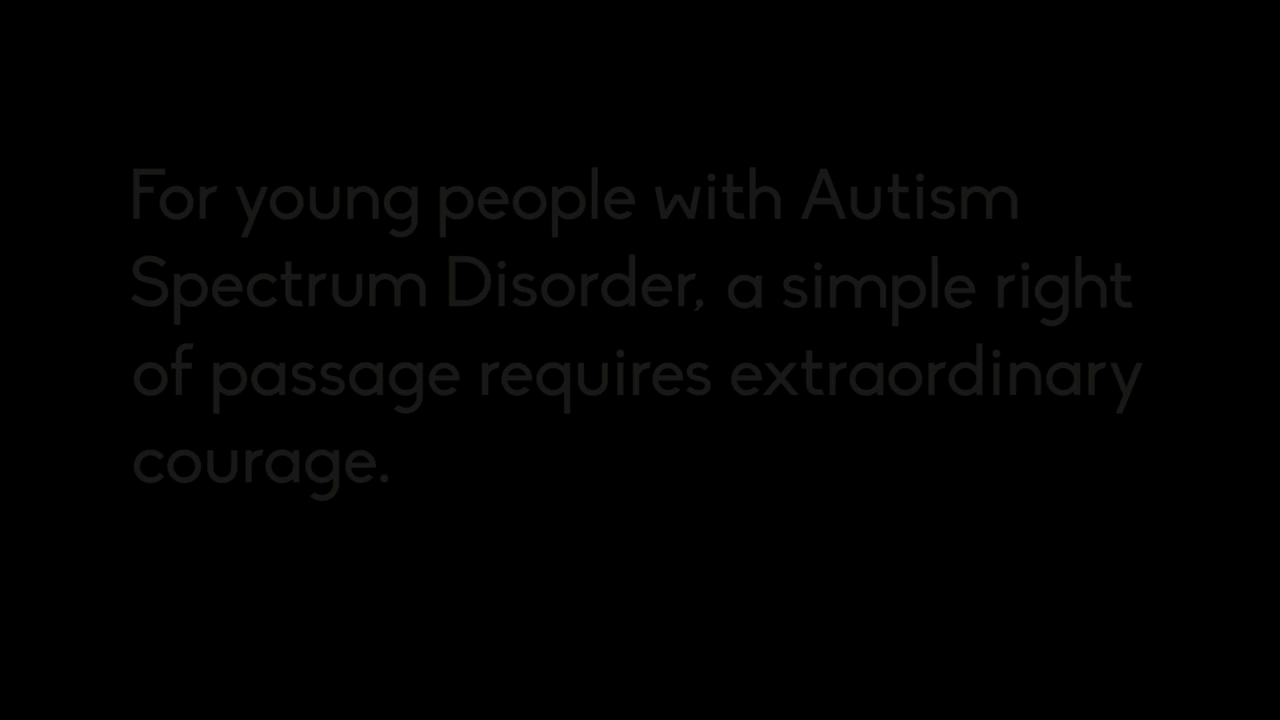 For young people with Autism
Spectrum Disorder, a simple right
of passage requires extraordinary
courage.